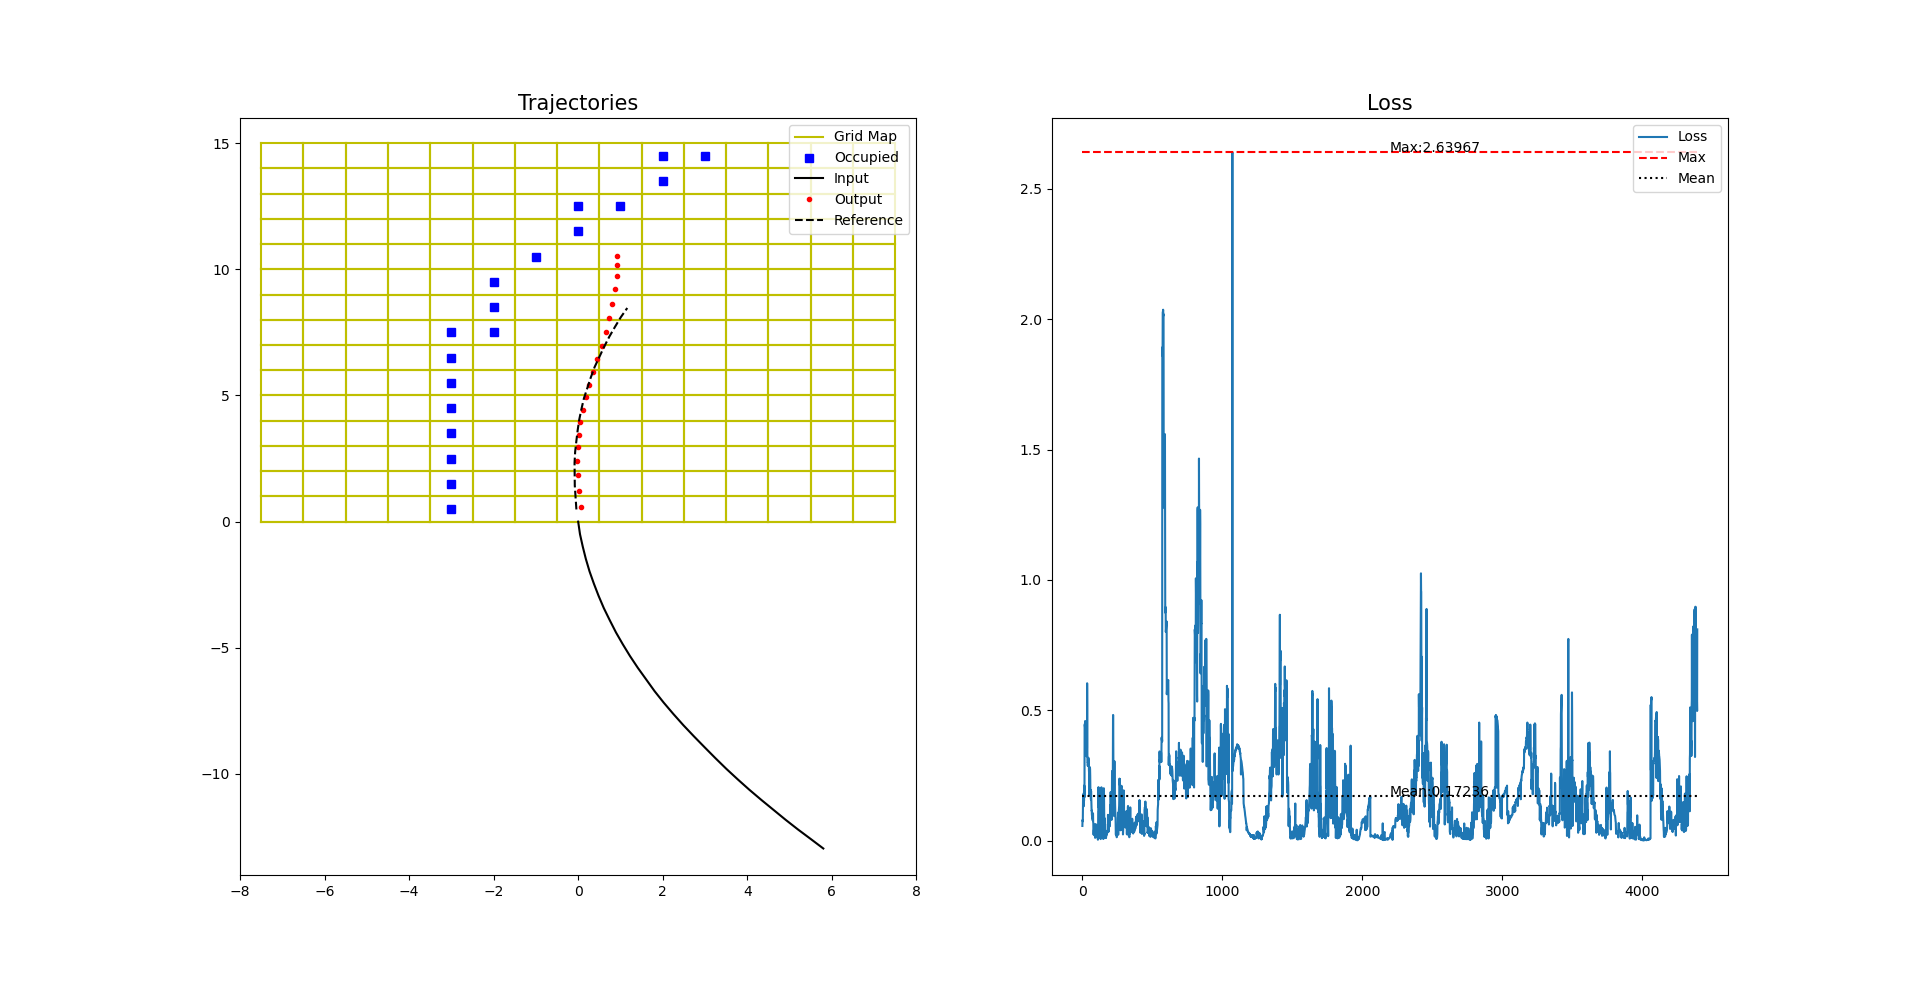 Trajectories
15
10
5
0
−5
−10
−8
−6
−4
−2
0
2
4
6
8
Grid Map
Occupied
Input
Output
Reference
Loss
2.5
2.0
1.5
1.0
0.5
0.0
0
1000
2000
3000
4000
Max:2.63967
Mean:0.17236
Loss
Max
Mean